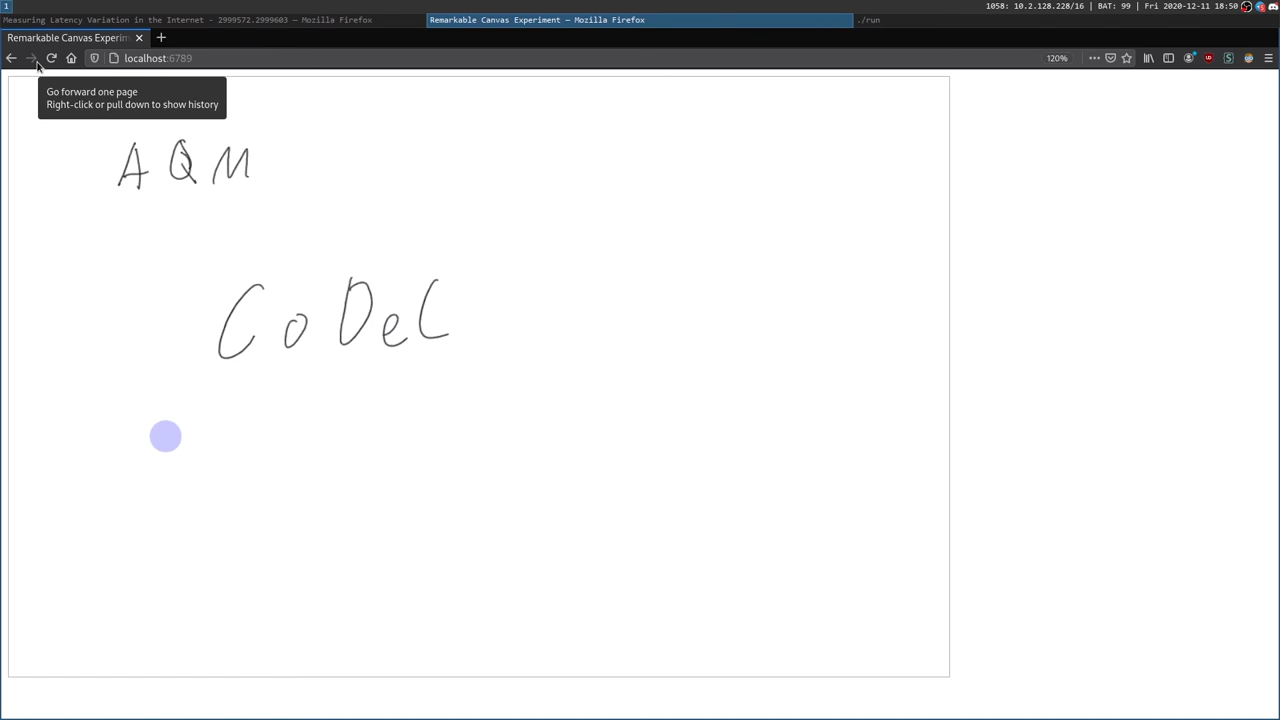 1 1058: 10.2.128.228/16 | BAT: 99 | Fri 2020-12-11 18:50
Measuring Latency Variation in the Internet - 2999572.2999603 — Mozilla Firefox Remarkable Canvas Experiment — Mozilla Firefox ./run
Remarkable Canvas Experim
localhost:6789 120%
Go forward one page
Right-click or pull down to show history
AQM
CoDeC